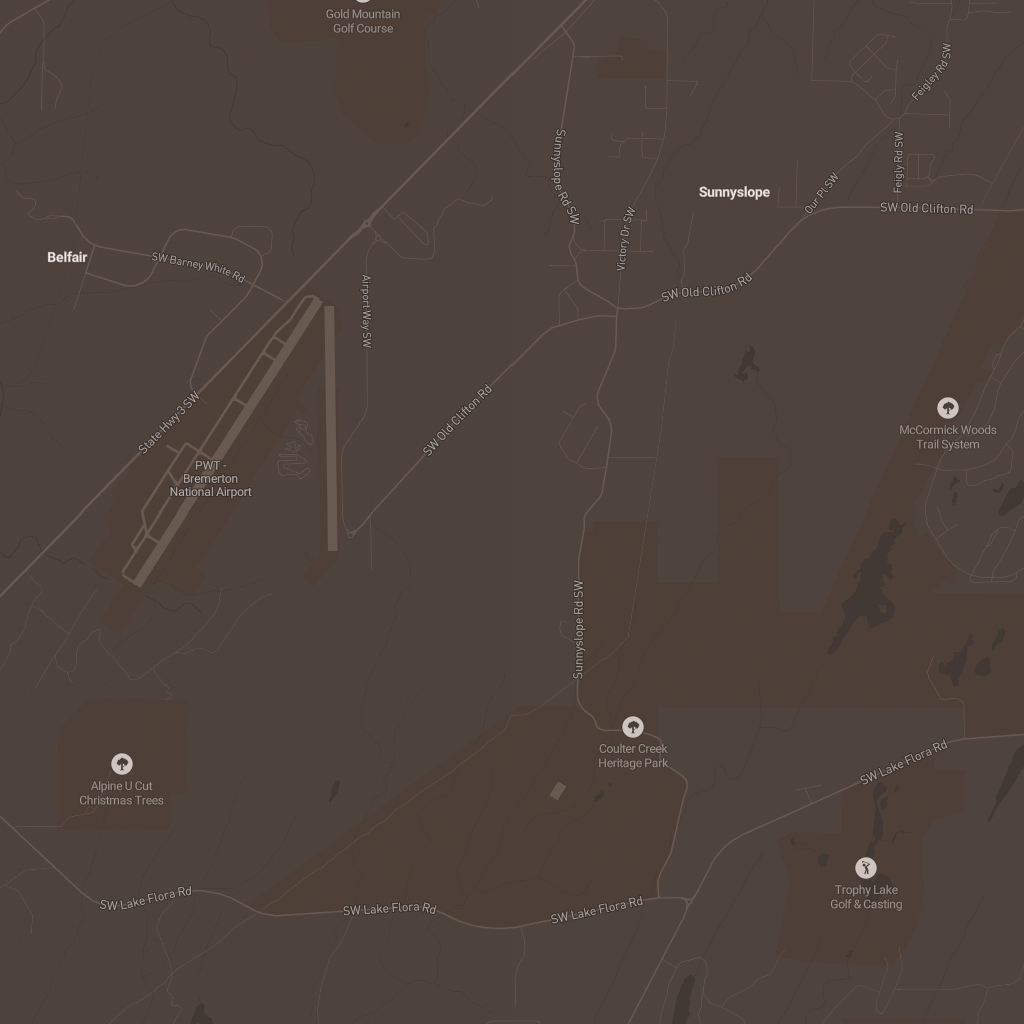 Gold Mountain
Golf Course
Feigley Rd SW
Sunnyslope Rd SW
Feigly Rd SW
Sunnyslope
Our Pl SW
SW Old Clifton Rd
Victory Dr SW
Belfair
SW Barney White Rd
SW Old Clifton Rd
Airport Way SW
State Hwy 3 SW
SW Old Clifton Rd
McCormick Woods
Trail System
PWT -
Bremerton
National Airport
Sunnyslope Rd SW
Coulter Creek
Heritage Park
SW Lake Flora Rd
Alpine U Cut
Christmas Trees
Trophy Lake
Golf & Casting
SW Lake Flora Rd
SW Lake Flora Rd
SW Lake Flora Rd